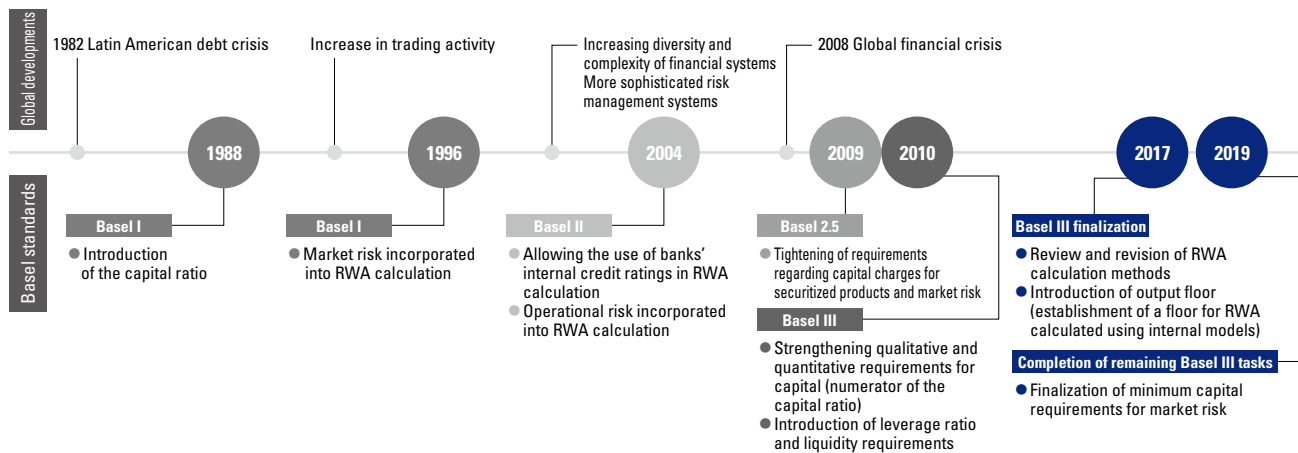 Global developments
1982 Latin American debt crisis
Increase in trading activity
Increasing diversity and
complexity of financial systems
More sophisticated risk
management systems
2008 Global financial crisis
1988
1996
2004
2009
2010
2017
2019
Basel standards
Basel I
● Introduction
of the capital ratio
Basel I
● Market risk incorporated
into RWA calculation
Basel II
● Allowing the use of banks'
internal credit ratings in RWA
calculation
● Operational risk incorporated
into RWA calculation
Basel 2.5
● Tightening of requirements
regarding capital charges for
securitized products and market risk
Basel III
● Strengthening qualitative and
quantitative requirements for
capital (numerator of the
capital ratio)
● Introduction of leverage ratio
and liquidity requirements
Basel III finalization
● Review and revision of RWA
calculation methods
● Introduction of output floor
(establishment of a floor for RWA
calculated using internal models)
Completion of remaining Basel III tasks
● Finalization of minimum capital
requirements for market risk